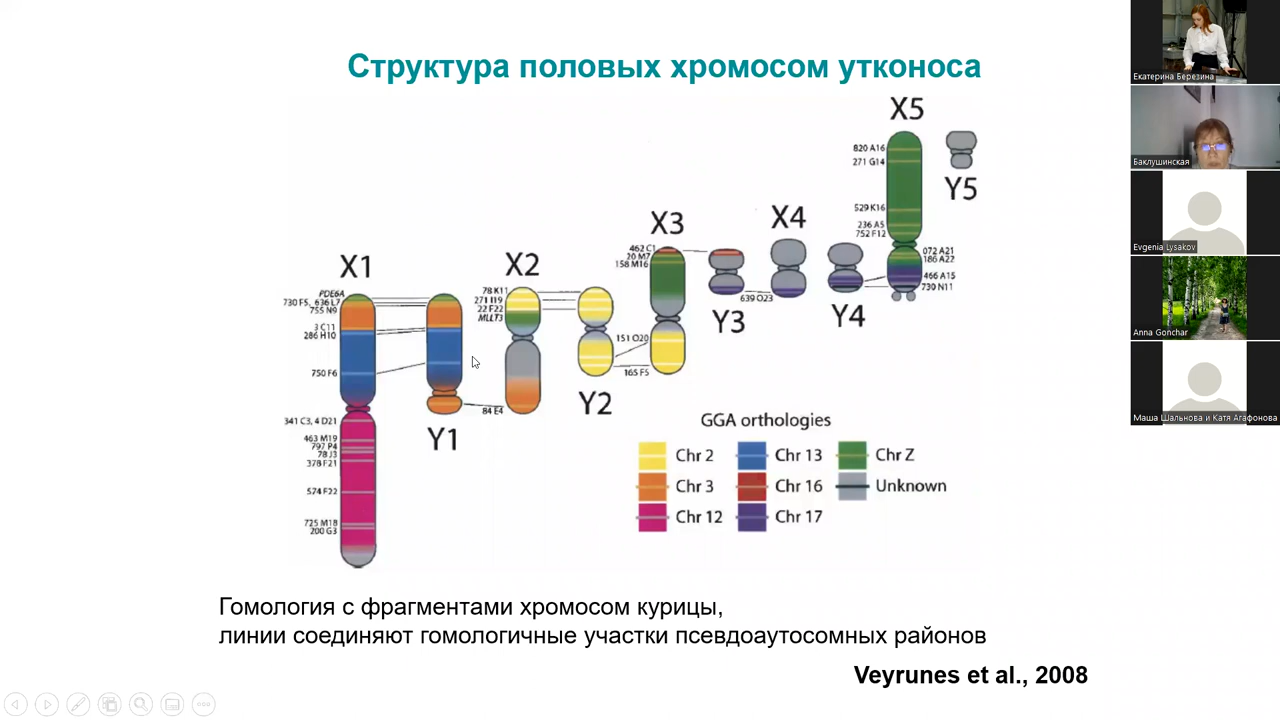 Структура половых хромосом утконоса
X5
820 A16
271 G14
Y5
529 K16
236 A5
752 F12
072 A21
186 A22
466 A15
730 N11
X4
Y4
X3
462 C1
20 M7
158 M16
639 O23
Y3
151 O20
165 F5
X2
78 K11
271 I19
22 F22
MLLT3
84 E4
Y2
X1
PDE6A
730 F5, 636 L7
755 N9
3 C11
286 H10
750 F6
341 C3, 4 D21
463 M19
797 P4
78 J3
378 F21
574 F22
725 M18
200 G3
Y1
GGA orthologies
Chr 2 Chr 13 Chr Z
Chr 3 Chr 16 Unknown
Chr 12 Chr 17
Гомология с фрагментами хромосом курицы,
линии соединяют гомологичные участки псевдоаутосомных районов
Veyrunes et al., 2008
Екатерина Березина
Баклушинская
Evgenia Lysakov
Anna Gonchar
Маша Шальнова и Катя Агафонова